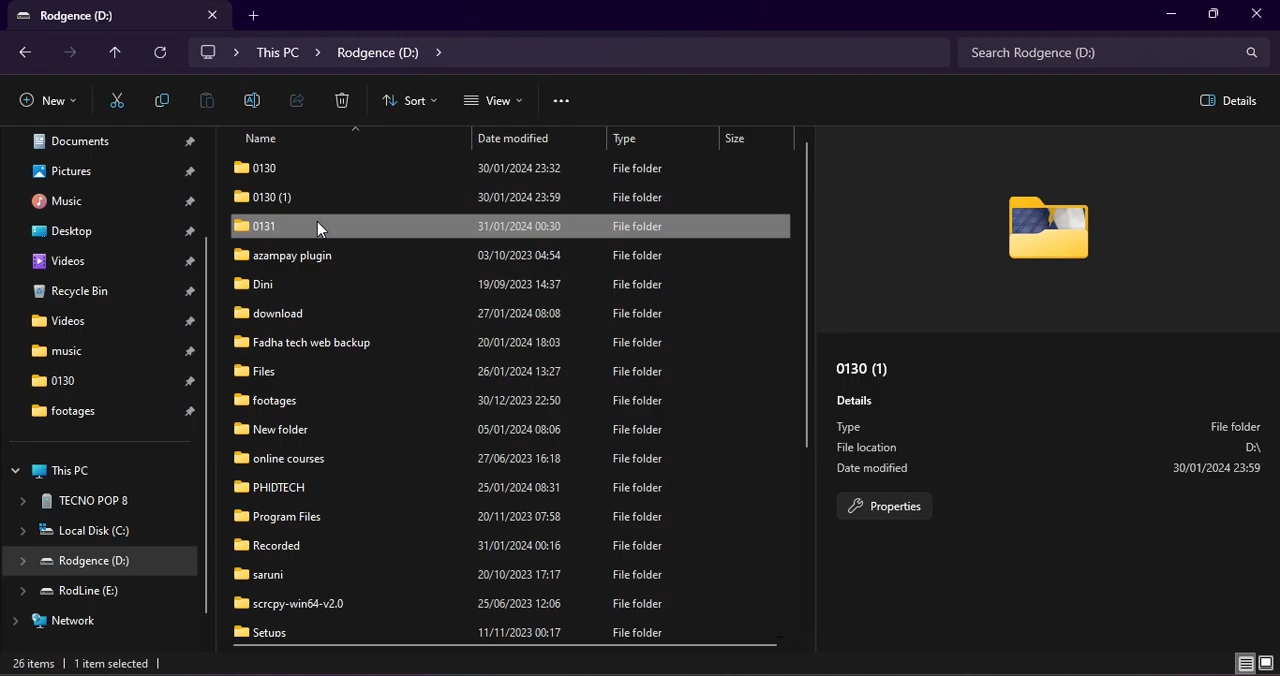 Rodgence (D:)
This PC > Rodgence (D:) >
Search Rodgence (D:)
New
Sort
View
Details
Documents
Pictures
Music
Desktop
Videos
Recycle Bin
Videos
music
0130
footages
This PC
TECNO POP 8
Local Disk (C:)
Rodgence (D:)
RodLine (E:)
Network
Name Date modified Type Size
0130 30/01/2024 23:32 File folder
0130 (1) 30/01/2024 23:59 File folder
0131 31/01/2024 00:30 File folder
azampay plugin 03/10/2023 04:54 File folder
Dini 19/09/2023 14:37 File folder
download 27/01/2024 08:08 File folder
Fadha tech web backup 20/01/2024 18:03 File folder
Files 26/01/2024 13:27 File folder
footages 30/12/2023 22:50 File folder
New folder 05/01/2024 08:06 File folder
online courses 27/06/2023 16:18 File folder
PHIDTECH 25/01/2024 08:31 File folder
Program Files 20/11/2023 07:58 File folder
Recorded 31/01/2024 00:16 File folder
saruni 20/10/2023 17:17 File folder
scrcpy-win64-v2.0 25/06/2023 12:06 File folder
Setups 11/11/2023 00:17 File folder
0130 (1)
Details
Type File folder
File location D:\
Date modified 30/01/2024 23:59
Properties
26 items | 1 item selected |